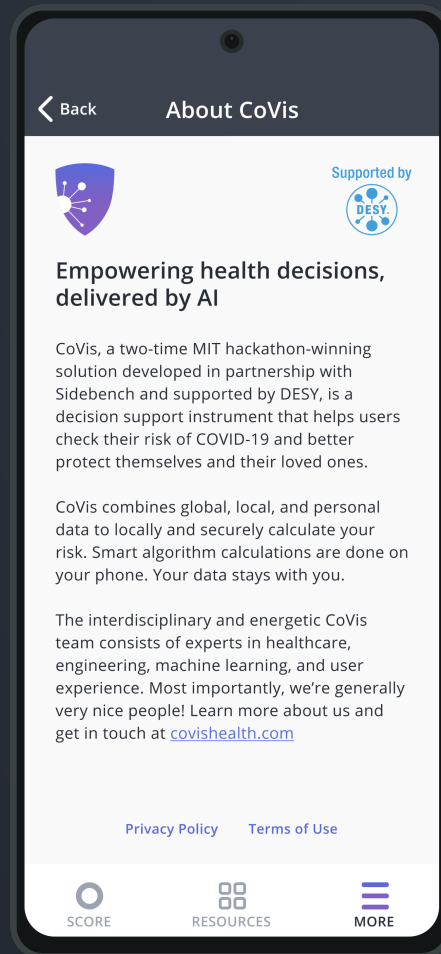 Back
About CoVis
Supported by
DESY.
Empowering health decisions,
delivered by AI
CoVis, a two-time MIT hackathon-winning
solution developed in partnership with
Sidebench and supported by DESY, is a
decision support instrument that helps users
check their risk of COVID-19 and better
protect themselves and their loved ones.
CoVis combines global, local, and personal
data to locally and securely calculate your
risk. Smart algorithm calculations are done on
your phone. Your data stays with you.
The interdisciplinary and energetic CoVis
team consists of experts in healthcare,
engineering, machine learning, and user
experience. Most importantly, we’re generally
very nice people! Learn more about us and
get in touch at covishealth.com
Privacy Policy Terms of Use
SCORE RESOURCES MORE